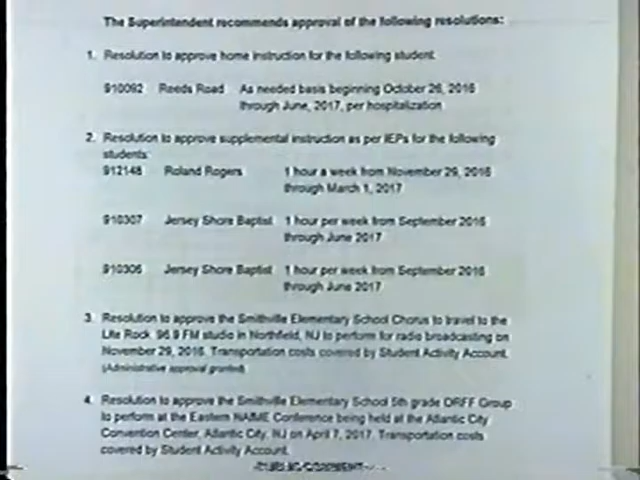 The Superintendent recommends approval of the following resolutions:
1. Resolution to approve home instruction for the following student.
910092 Reeds Road As needed basis beginning October 26, 2016
through June, 2017, per hospitalization
2. Resolution to approve supplemental instruction as per IEPs for the following
students:
912148 Roland Rogers 1 hour a week from November 29, 2016
through March 1, 2017
910307 Jersey Shore Baptist 1 hour per week from September 2016
through June 2017
910306 Jersey Shore Baptist 1 hour per week from September 2016
through June 2017
3. Resolution to approve the Smithville Elementary School Chorus to travel to the
Lite Rock 96.9 FM studio in Northfield, NJ to perform for radio broadcasting on
November 29, 2016. Transportation costs covered by Student Activity Account.
(Administrative approval granted)
4. Resolution to approve the Smithville Elementary School 5th grade ORFF Group
to perform at the Eastern NAfME Conference being held at the Atlantic City
Convention Center, Atlantic City, NJ on April 7, 2017. Transportation costs
covered by Student Activity Account.